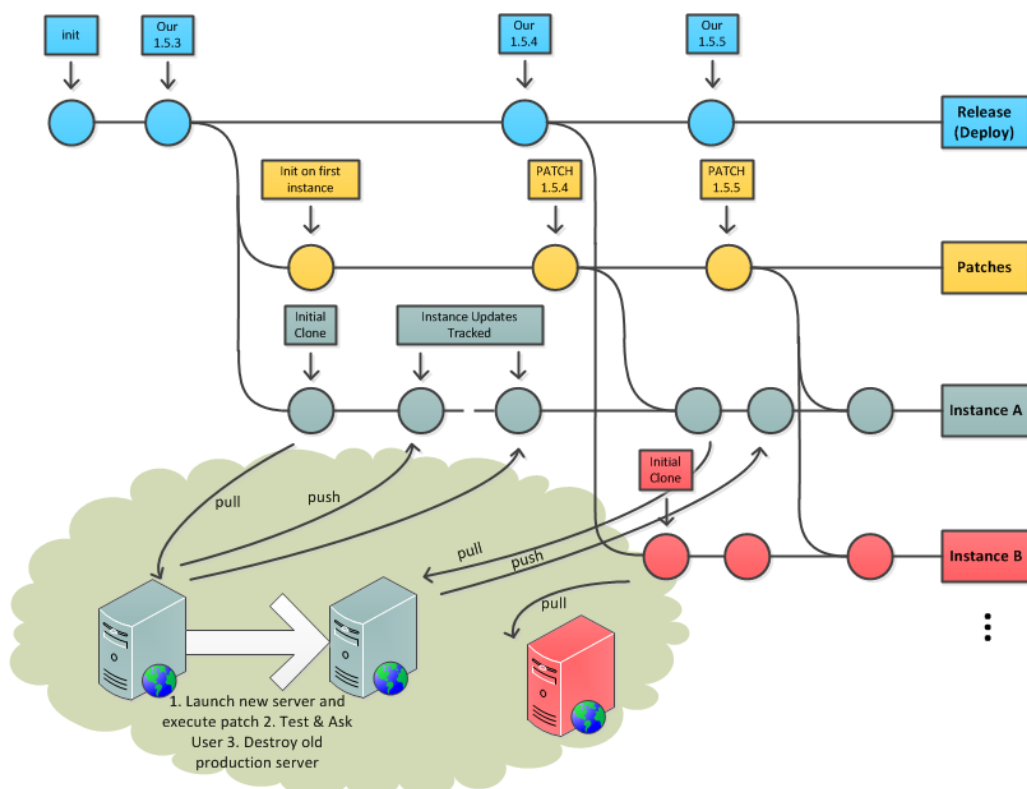 init
Our
1.5.3
Our
1.5.4
Our
1.5.5
Release
(Deploy)
Init on first
instance
PATCH
1.5.4
PATCH
1.5.5
Patches
Initial
Clone
Instance Updates
Tracked
Instance A
Initial
Clone
pull
push
pull
push
Instance B
pull
1. Launch new server and
execute patch 2. Test & Ask
User 3. Destroy old
production server